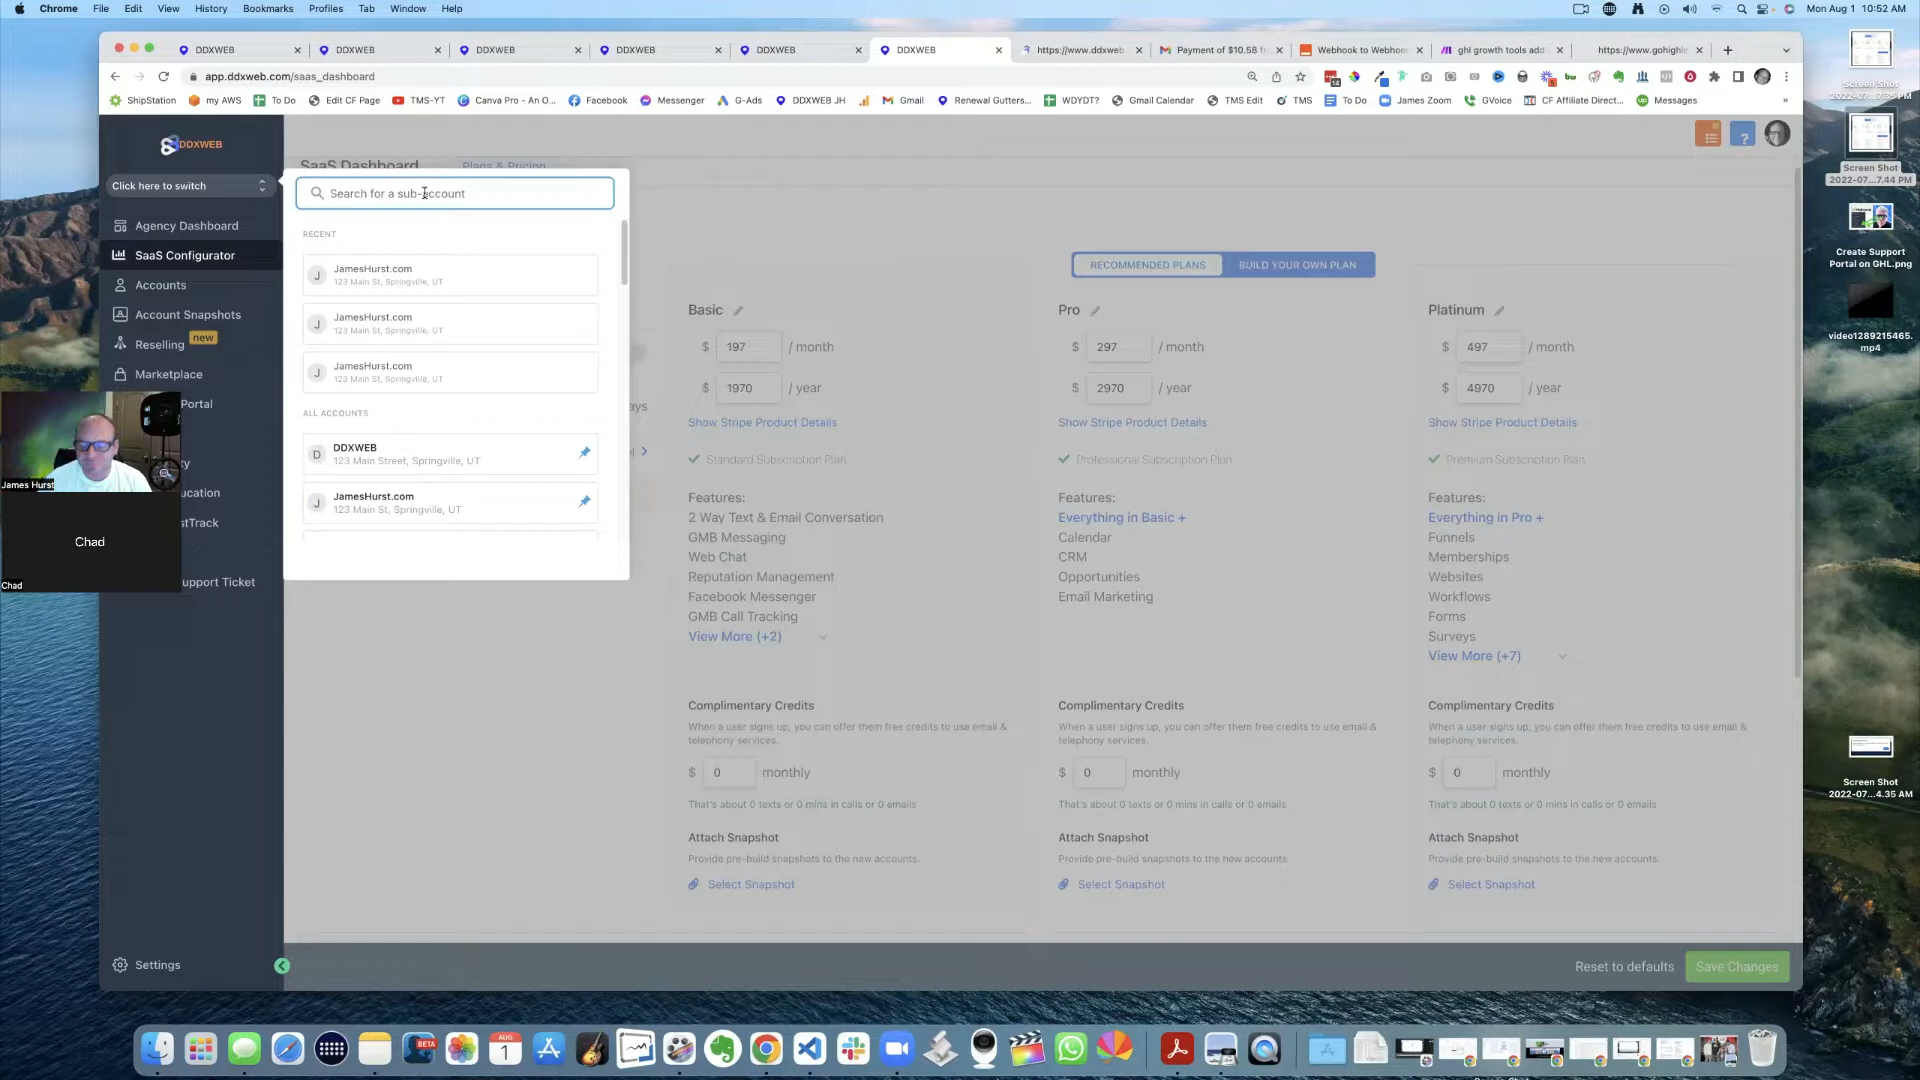 Chrome File Edit View History Bookmarks Profiles Tab Window Help
Mon Aug 1 10:52 AM
DDXWEB DDXWEB DDXWEB DDXWEB DDXWEB DDXWEB https://www.ddxweb. Payment of $10.58 fr Webhook to Webhoo ghl growth tools add https://www.gohighle
app.ddxweb.com/saas_dashboard
ShipStation my AWS To Do Edit CF Page TMS-YT Canva Pro - An O... Facebook Messenger G-Ads DDXWEB JH Gmail Renewal Gutters... WDYDT? Gmail Calendar TMS Edit TMS To Do James Zoom GVoice CF Affiliate Direct... Messages
DDXWEB
Click here to switch
Agency Dashboard
SaaS Configurator
Accounts
Account Snapshots
Reselling new
Marketplace
Portal
ty
ucation
stTrack
upport Ticket
Settings
James Hurst
Chad
Chad
SaaS Dashboard Plans & Pricing
Search for a sub-account
RECENT
J JamesHurst.com
123 Main St, Springville, UT
J JamesHurst.com
123 Main St, Springville, UT
J JamesHurst.com
123 Main St, Springville, UT
ALL ACCOUNTS
D DDXWEB
123 Main Street, Springville, UT
J JamesHurst.com
123 Main St, Springville, UT
ays
RECOMMENDED PLANS BUILD YOUR OWN PLAN
Basic
$ 197 / month
$ 1970 / year
Show Stripe Product Details
Standard Subscription Plan
Features:
2 Way Text & Email Conversation
GMB Messaging
Web Chat
Reputation Management
Facebook Messenger
GMB Call Tracking
View More (+2)
Complimentary Credits
When a user signs up, you can offer them free credits to use email &
telephony services.
$ 0 monthly
That's about 0 texts or 0 mins in calls or 0 emails
Attach Snapshot
Provide pre-build snapshots to the new accounts.
Select Snapshot
Pro
$ 297 / month
$ 2970 / year
Show Stripe Product Details
Professional Subscription Plan
Features:
Everything in Basic +
Calendar
CRM
Opportunities
Email Marketing
Complimentary Credits
When a user signs up, you can offer them free credits to use email &
telephony services.
$ 0 monthly
That's about 0 texts or 0 mins in calls or 0 emails
Attach Snapshot
Provide pre-build snapshots to the new accounts
Select Snapshot
Platinum
$ 497 / month
$ 4970 / year
Show Stripe Product Details
Premium Subscription Plan
Features:
Everything in Pro +
Funnels
Memberships
Websites
Workflows
Forms
Surveys
View More (+7)
Complimentary Credits
When a user signs up, you can offer them free credits to use email &
telephony services.
$ 0 monthly
That's about 0 texts or 0 mins in calls or 0 emails
Attach Snapshot
Provide pre-build snapshots to the new accounts.
Select Snapshot
Reset to defaults Save Changes
Screen Shot
Screen Shot
2022-07...7.44 PM
Create Support
Portal on GHL.png
video1289215465.
mp4
Screen Shot
2022-07...4.35 AM
BETA
AUG
1